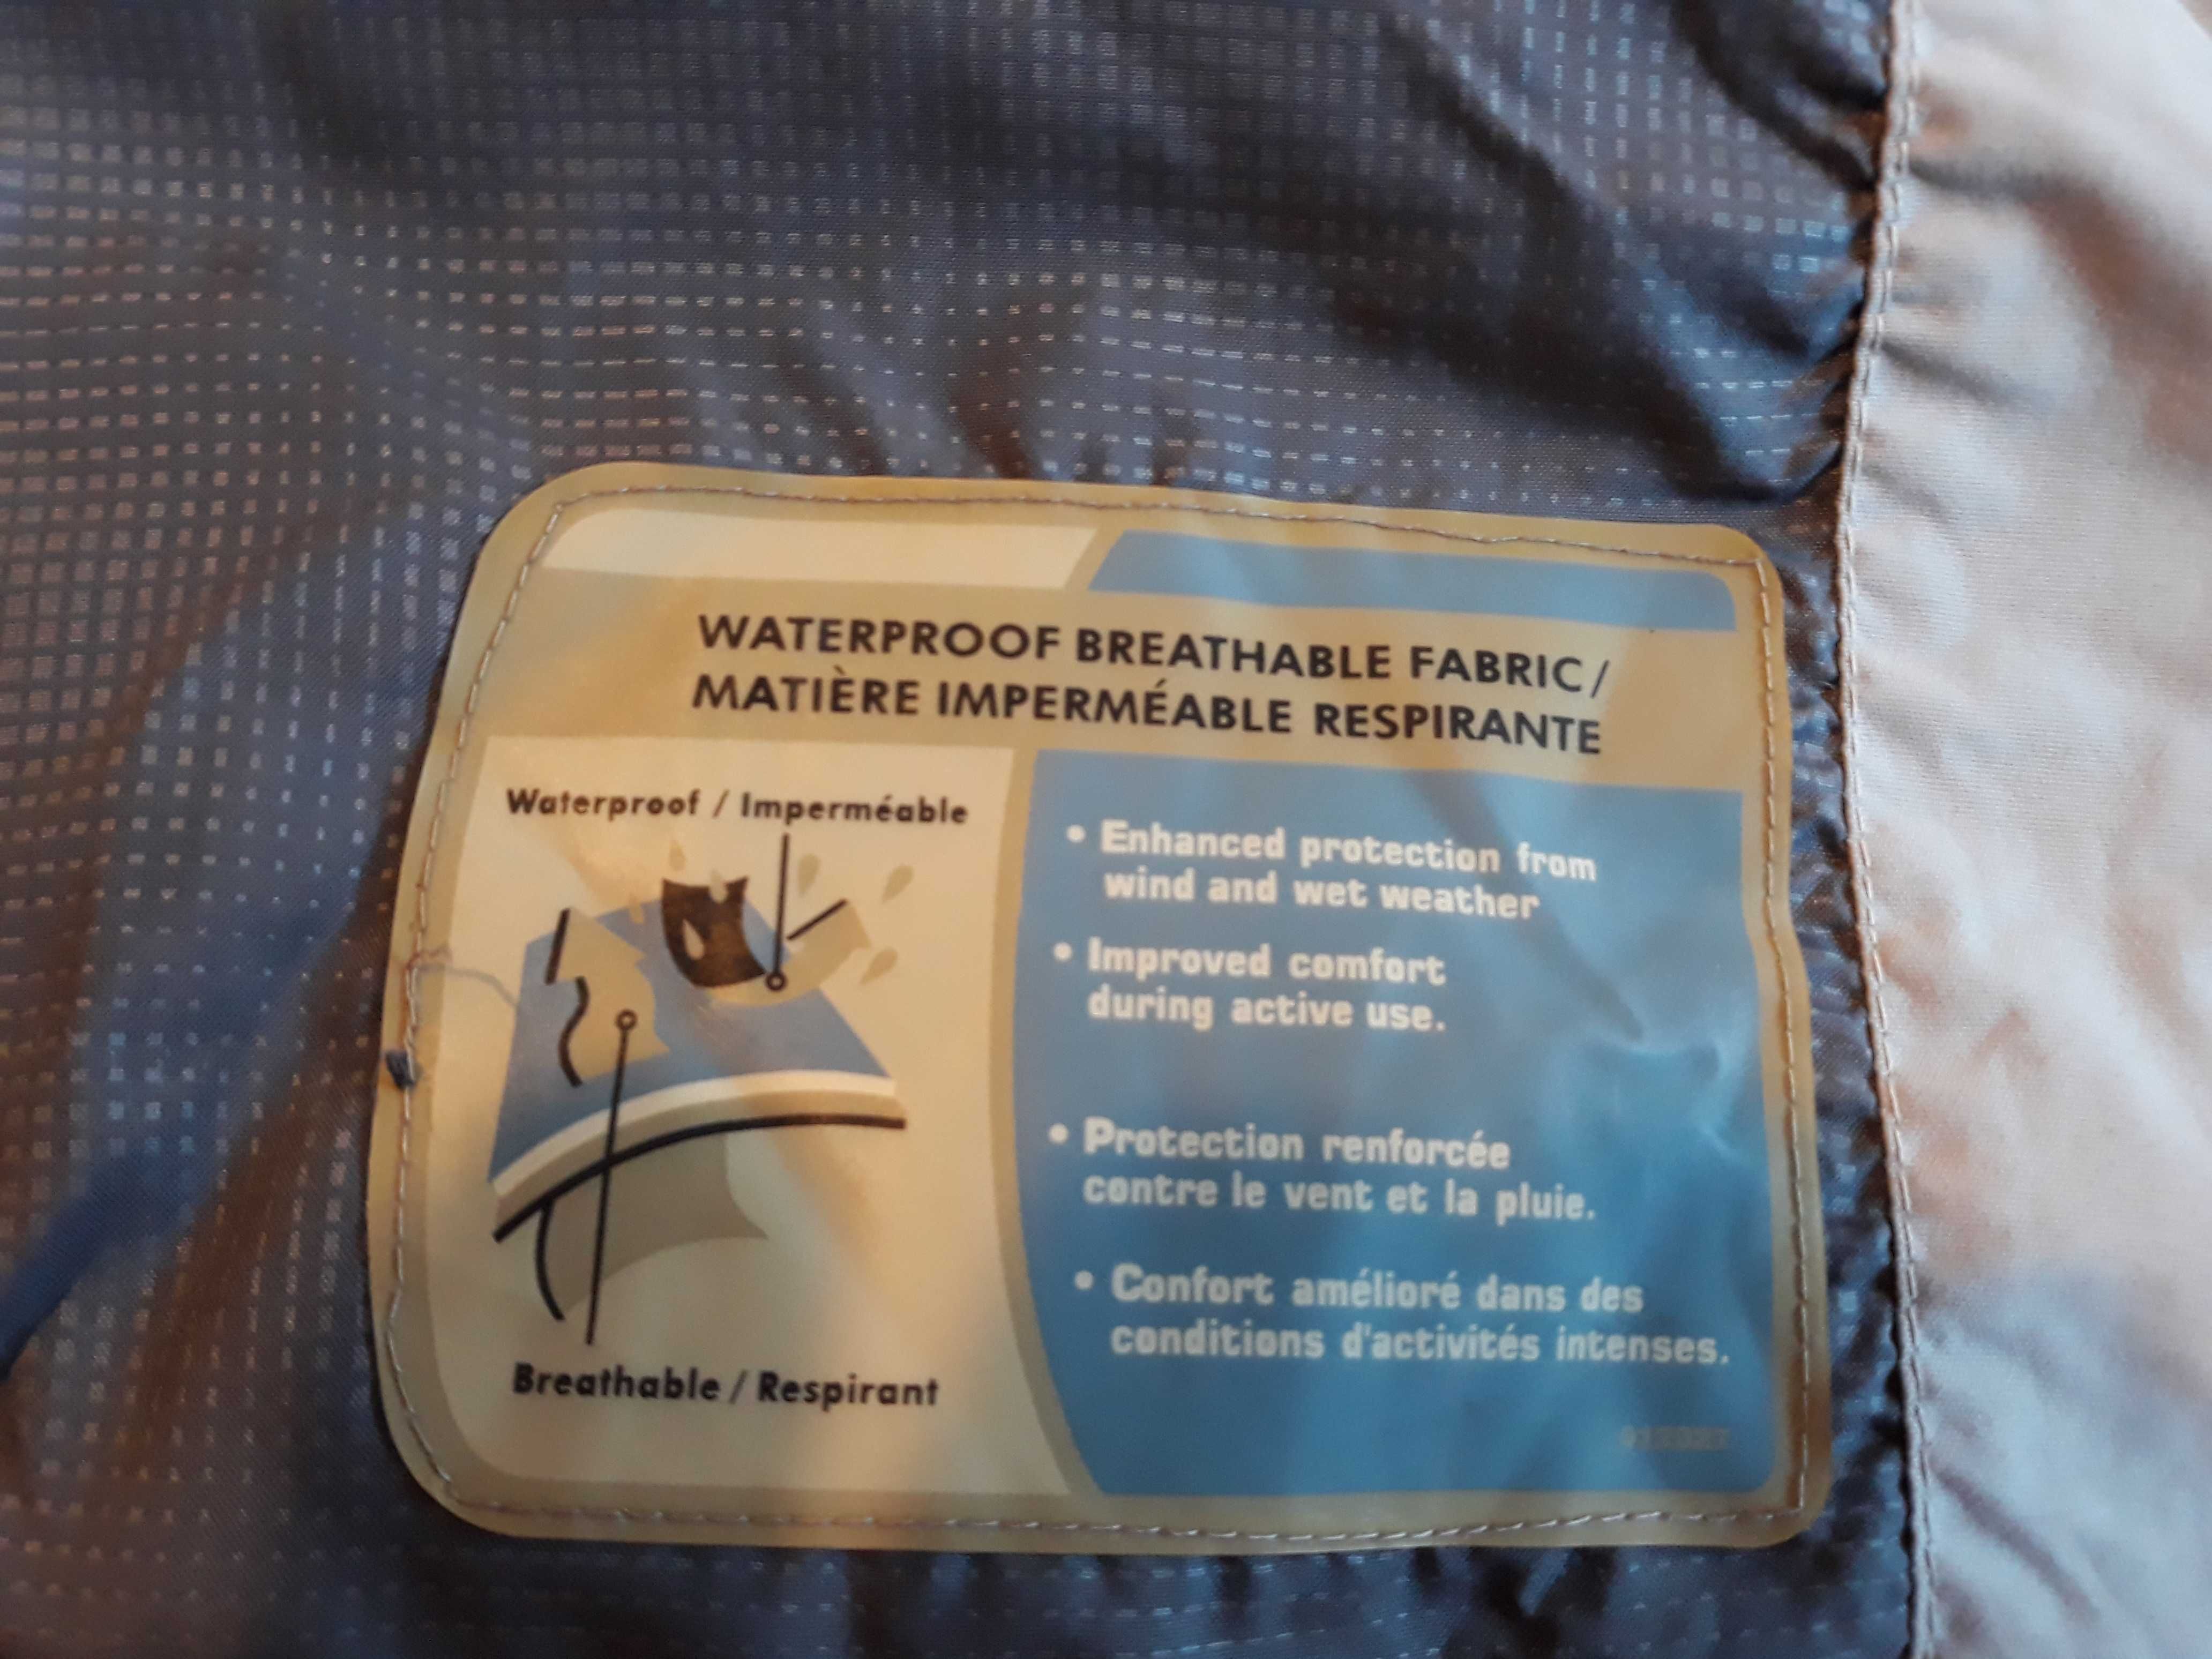 WATERPROOF BREATHABLE FABRIC/
MATIÈRE IMPERMÉABLE RESPIRANTE
Waterproof / Imperméable
Breathable / Respirant
• Enhanced protection from
wind and wet weather
• Improved comfort
during active use.
• Protection renforcée
contre le vent et la pluie.
• Confort amélioré dans des
conditions d'activités intenses.